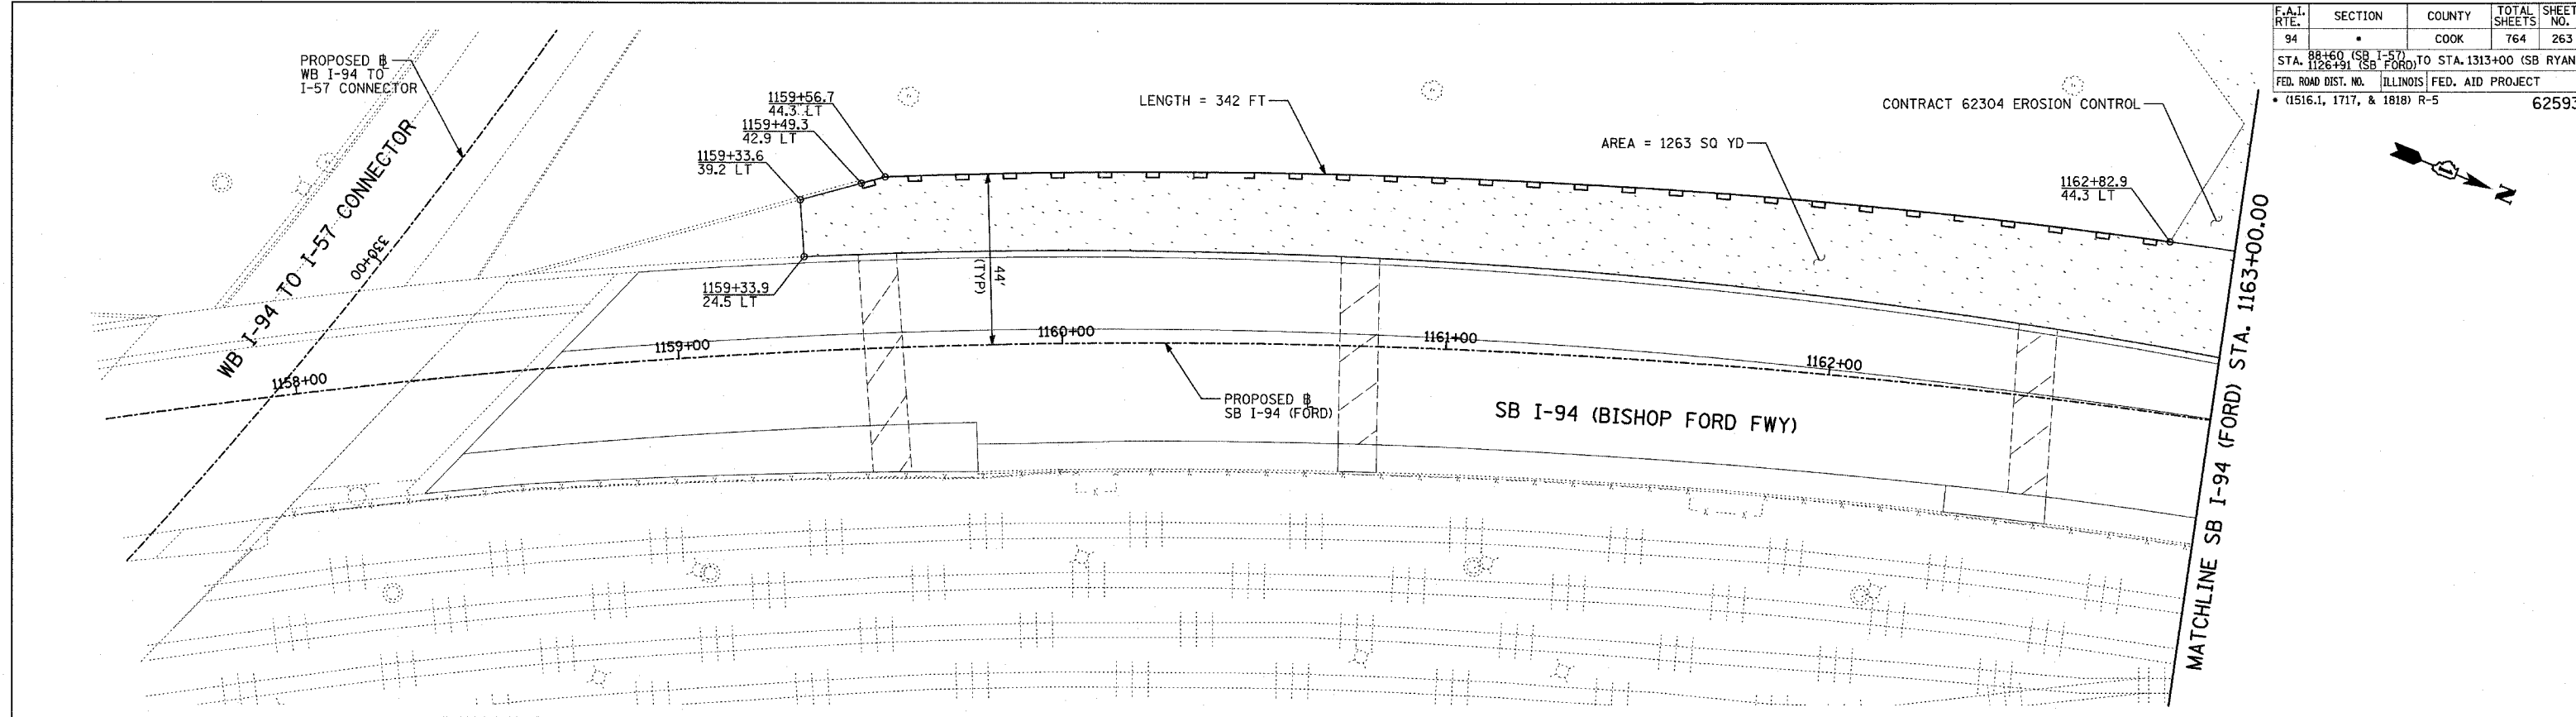 F.A.I. RTE. SECTION COUNTY TOTAL SHEETS SHEET NO.
94 • COOK 764 263
STA. 88+60 (SB I-57)
1126+91 (SB FORD) TO STA. 1313+00 (SB RYAN
FED. ROAD DIST. NO. ILLINOIS FED. AID PROJECT
• (1516.1, 1717, & 1818) R-5 62593
PROPOSED ℄
WB I-94 TO
I-57 CONNECTOR
WB I-94 TO I-57 CONNECTOR
330+00
1159+56.7
44.3 LT
1159+49.3
42.9 LT
1159+33.6
39.2 LT
1159+33.9
24.5 LT
LENGTH = 342 FT
AREA = 1263 SQ YD
CONTRACT 62304 EROSION CONTROL
1162+82.9
44.3 LT
N
44'
(TYP)
1158+00
1159+00
1160+00
1161+00
1162+00
PROPOSED ℄
SB I-94 (FORD)
SB I-94 (BISHOP FORD FWY)
MATCHLINE SB I-94 (FORD) STA. 1163+00.00